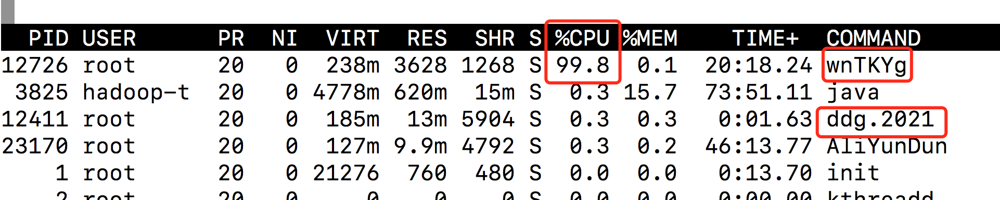 PID USER PR NI VIRT RES SHR S %CPU %MEM TIME+ COMMAND
12726 root 20 0 238m 3628 1268 S 99.8 0.1 20:18.24 wnTKYg
3825 hadoop-t 20 0 4778m 620m 15m S 0.3 15.7 73:51.11 java
12411 root 20 0 185m 13m 5904 S 0.3 0.3 0:01.63 ddg.2021
23170 root 20 0 127m 9.9m 4792 S 0.3 0.2 46:13.77 AliYunDun
1 root 20 0 21276 760 480 S 0.0 0.0 0:13.70 init
2 root 20 0 0 0 0 S 0.0 0.0 0:00.00 kthreadd